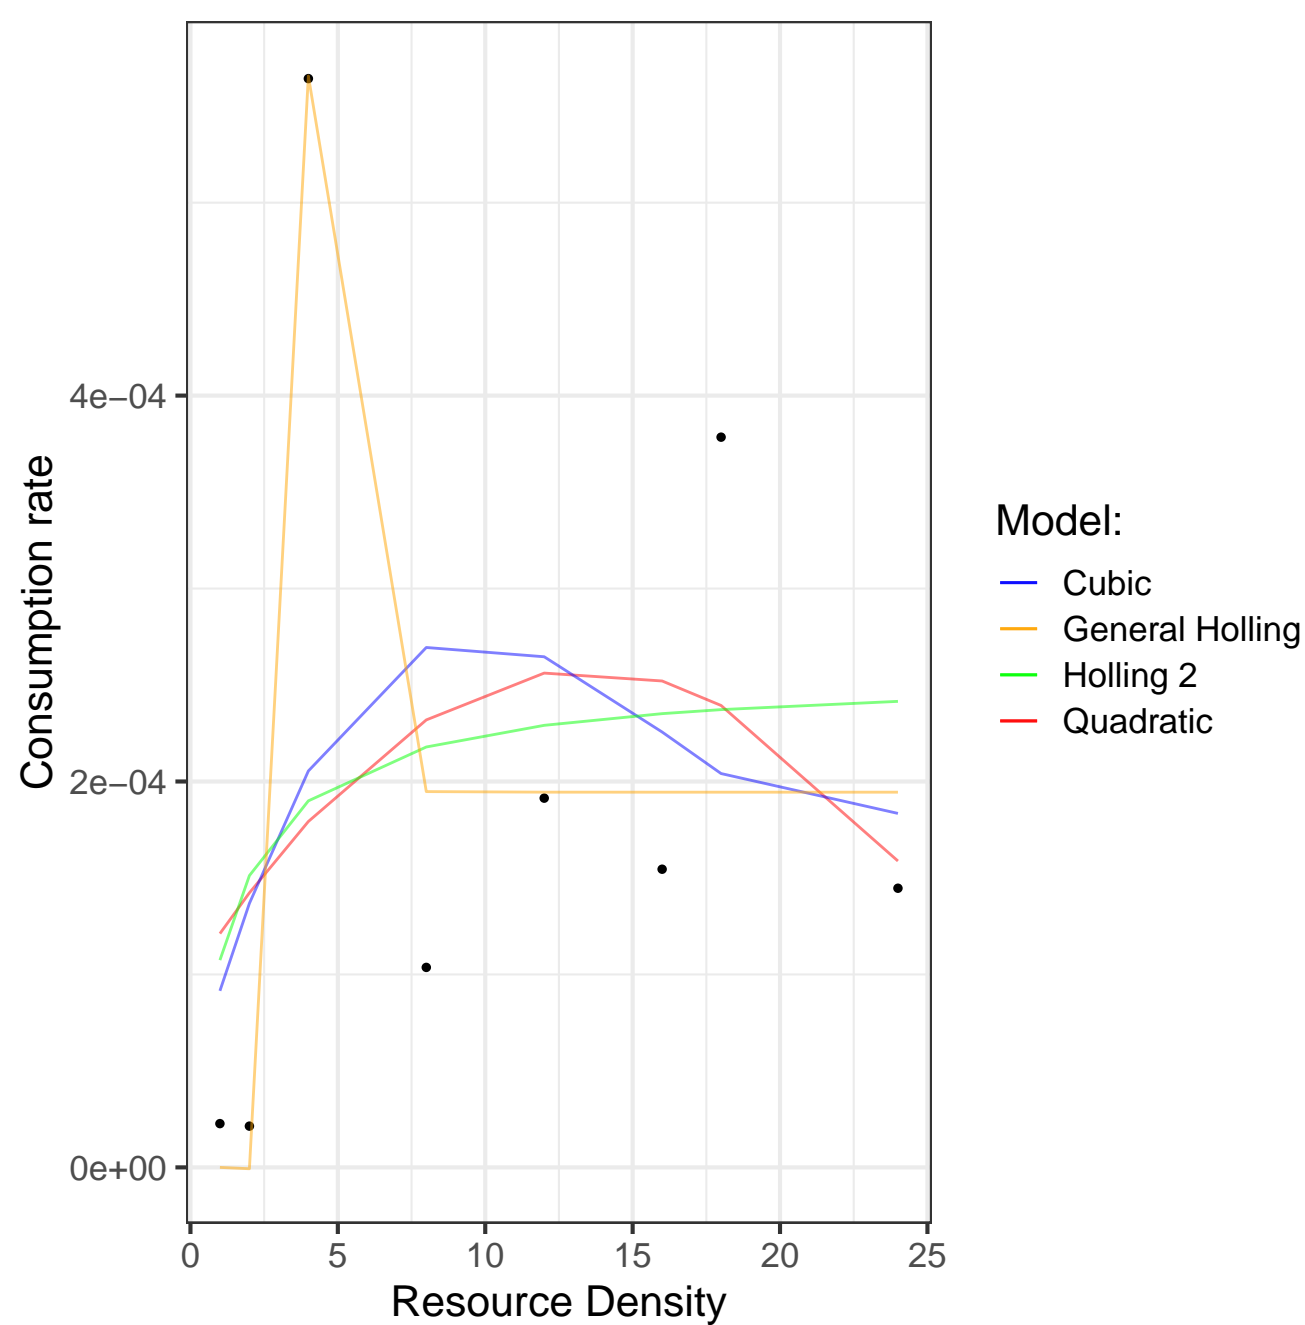 4e−04
2e−04
0e+00
Consumption rate
0
5
10
15
20
25
Resource Density
Model:
Cubic
General Holling
Holling 2
Quadratic